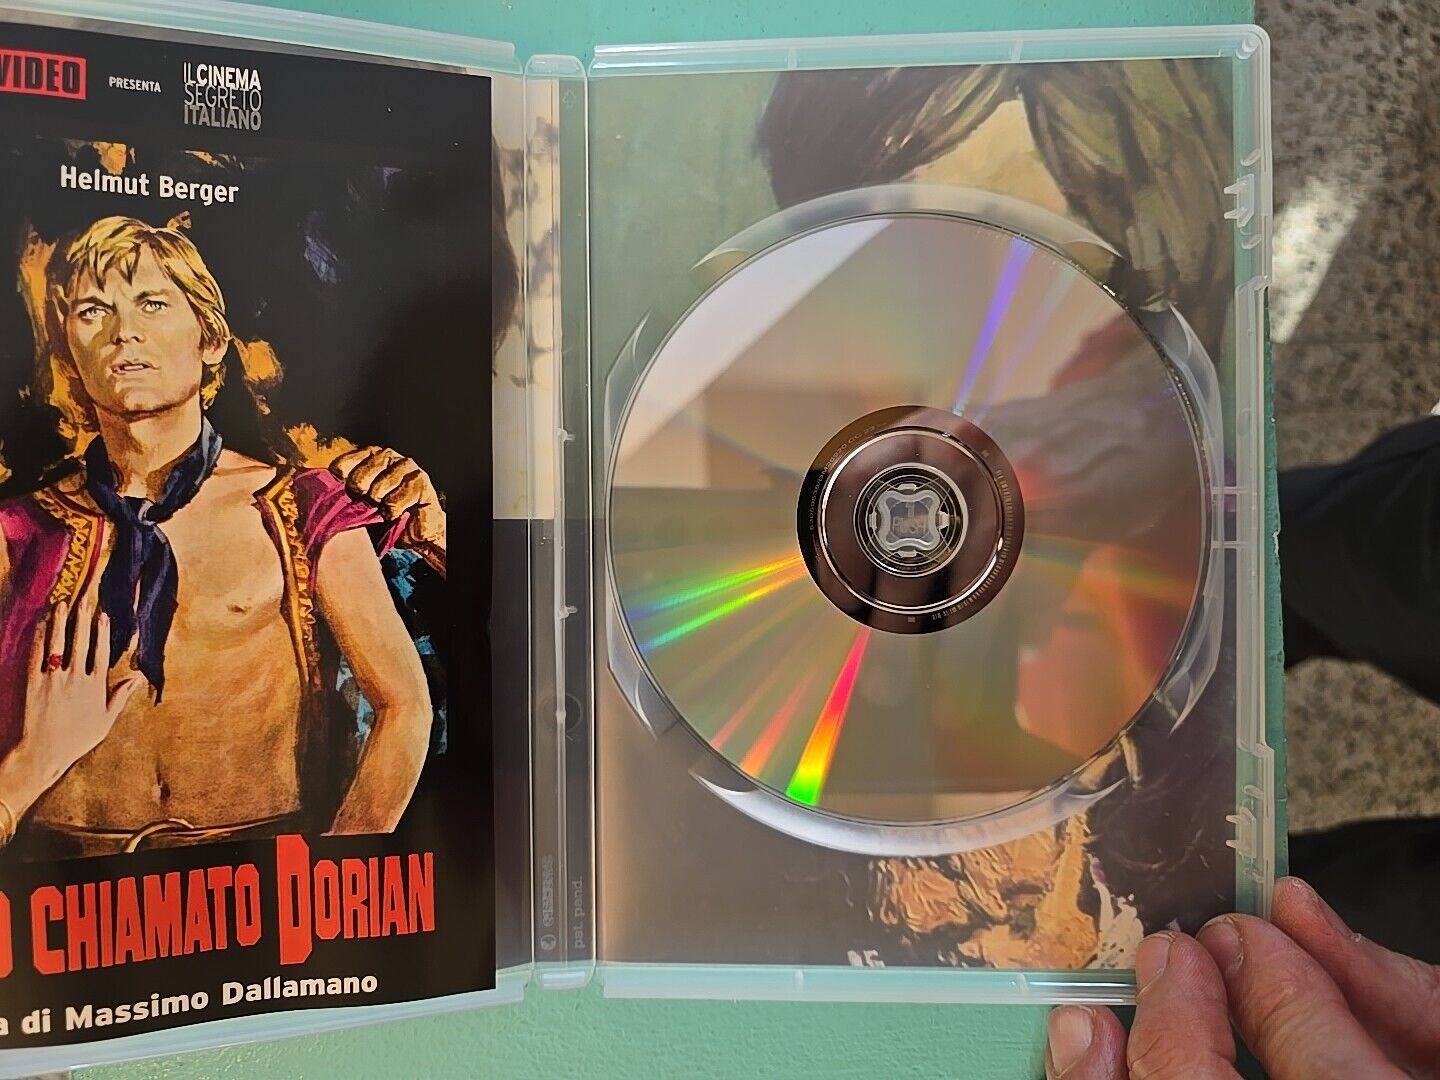 VIDEO
PRESENTA
IL CINEMA
SEGRETO
ITALIANO
Helmut Berger
CHIAMATO DORIAN
di Massimo Dallamano
pat. pend.